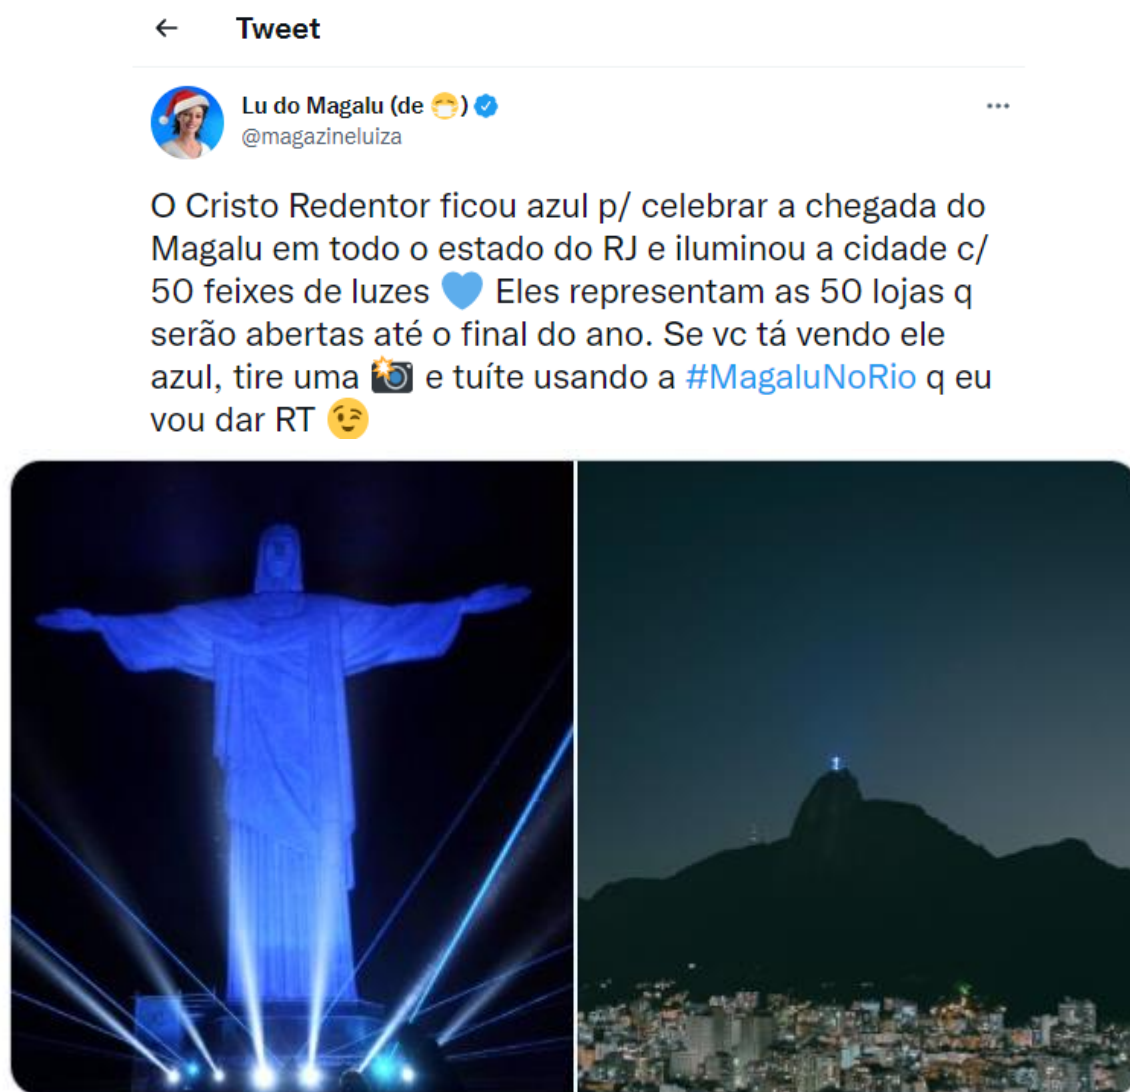 ← Tweet
Lu do Magalu (de 😷)
@magazineluiza
O Cristo Redentor ficou azul p/ celebrar a chegada do
Magalu em todo o estado do RJ e iluminou a cidade c/
50 feixes de luzes 💙 Eles representam as 50 lojas q
serão abertas até o final do ano. Se vc tá vendo ele
azul, tire uma 📸 e tuíte usando a #MagaluNoRio q eu
vou dar RT 😉